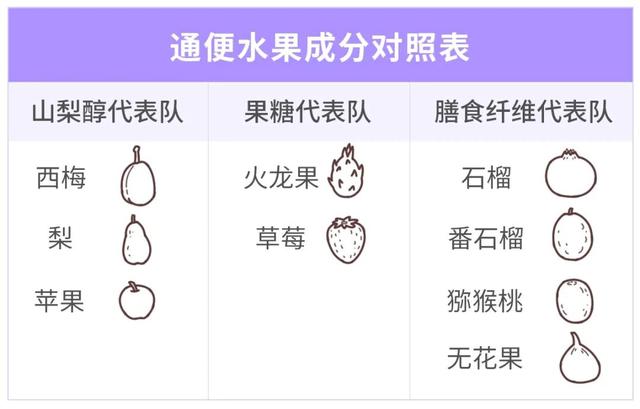 通便水果成分对照表
山梨醇代表队 果糖代表队 膳食纤维代表队
西梅 火龙果 石榴
梨 草莓 番石榴
苹果 猕猴桃
无花果